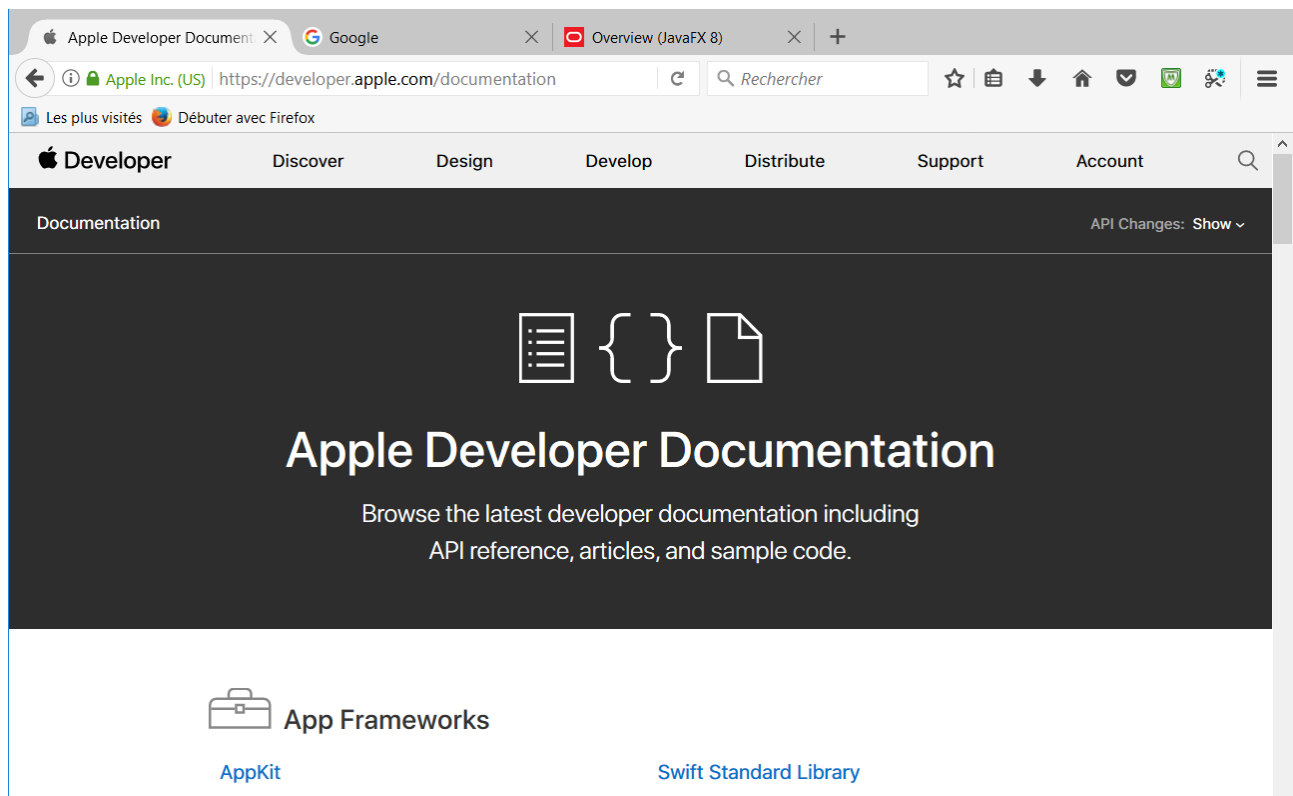 Apple Developer Document Google Overview (JavaFX 8)
Apple Inc. (US) https://developer.apple.com/documentation Rechercher
Les plus visités Débuter avec Firefox
Developer Discover Design Develop Distribute Support Account
Documentation API Changes: Show
{ }
Apple Developer Documentation
Browse the latest developer documentation including
API reference, articles, and sample code.
App Frameworks
AppKit Swift Standard Library